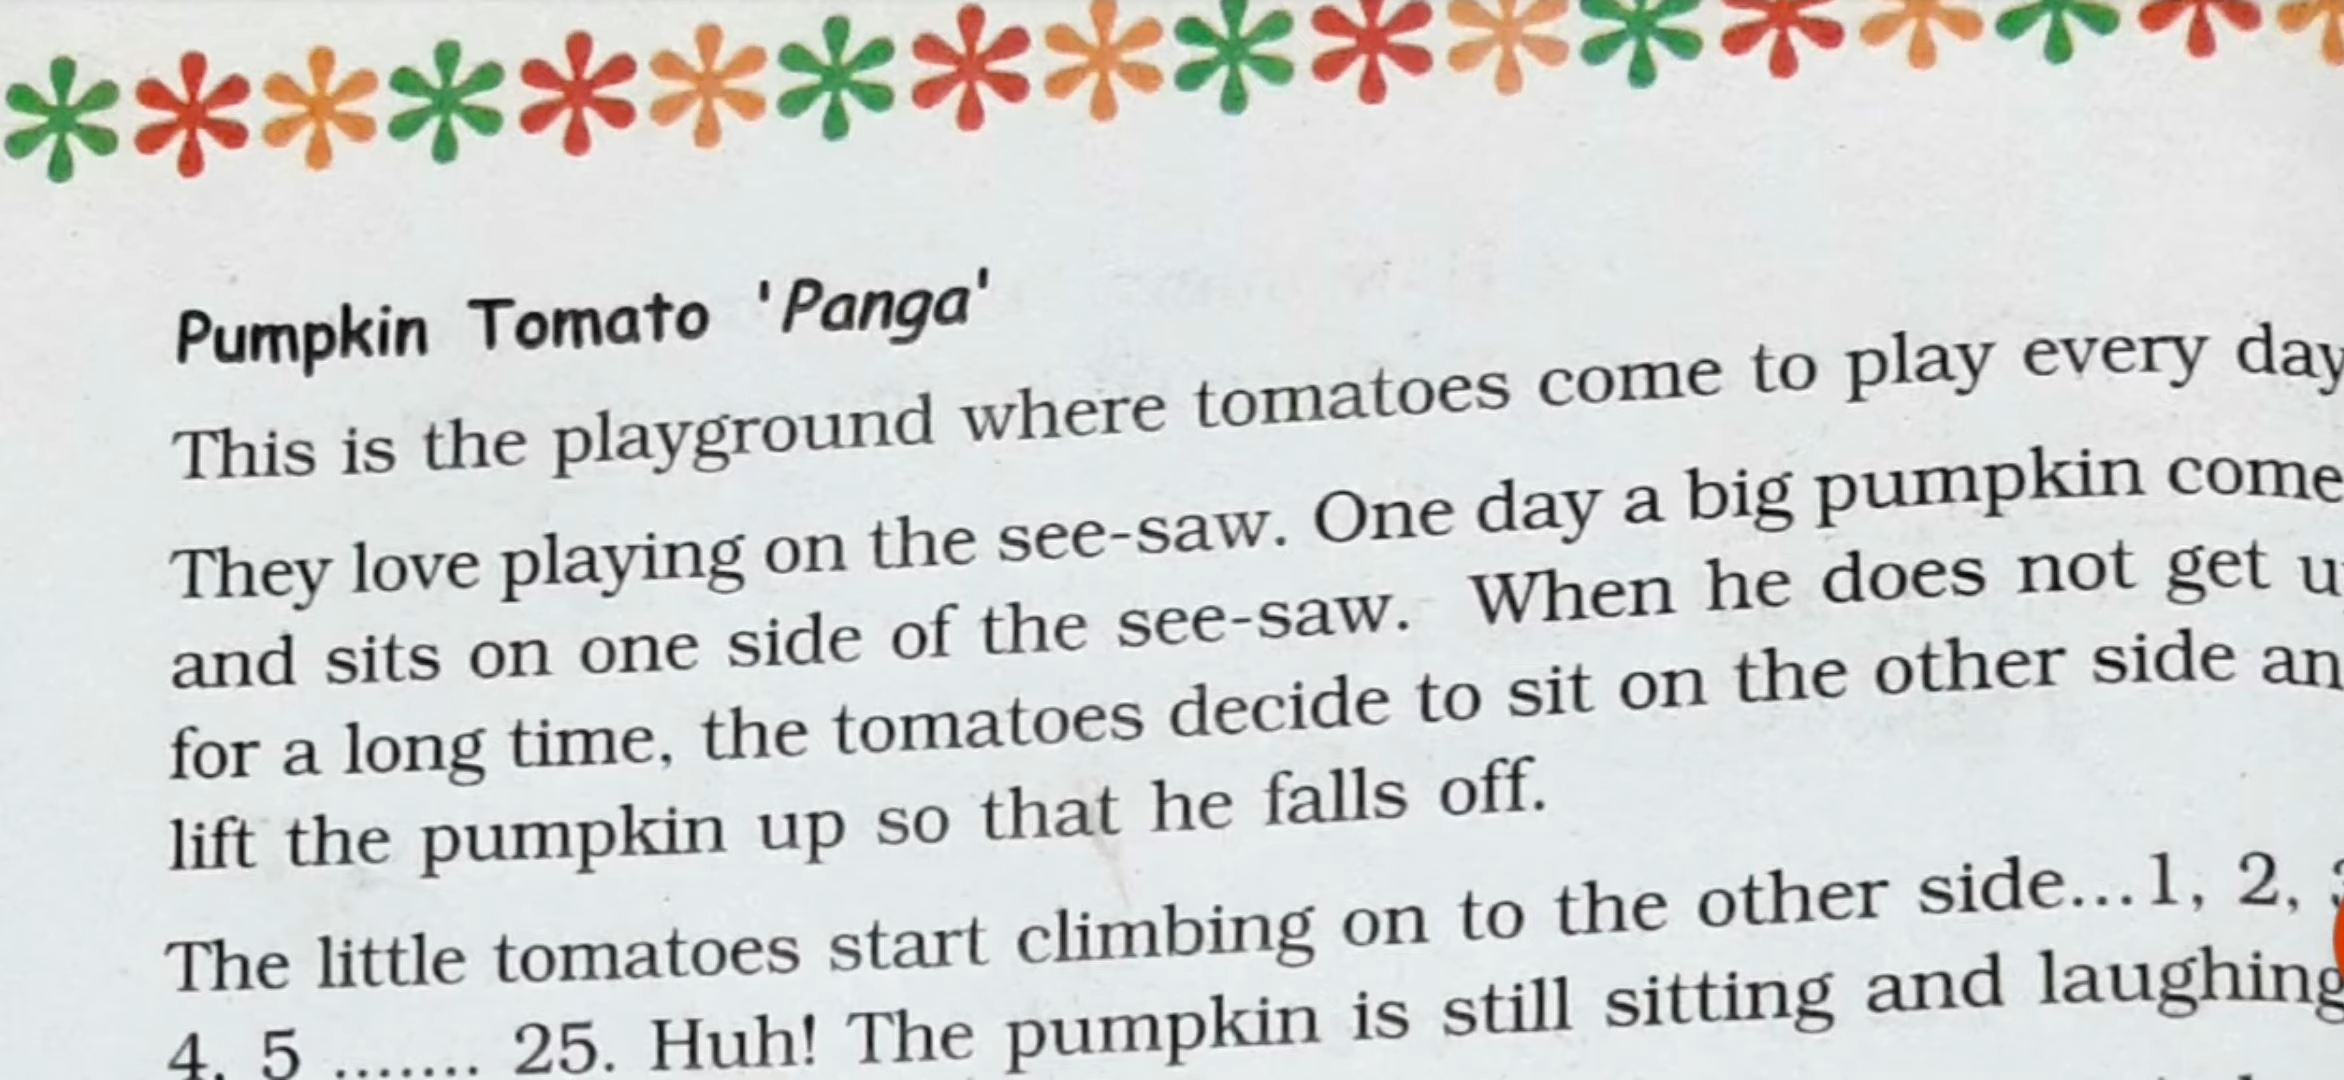 Pumpkin Tomato 'Panga'
This is the playground where tomatoes come to play every day
They love playing on the see-saw. One day a big pumpkin come
and sits on one side of the see-saw. When he does not get u
for a long time, the tomatoes decide to sit on the other side an
lift the pumpkin up so that he falls off.
The little tomatoes start climbing on to the other side...1, 2,
4, 5 ....... 25. Huh! The pumpkin is still sitting and laughing